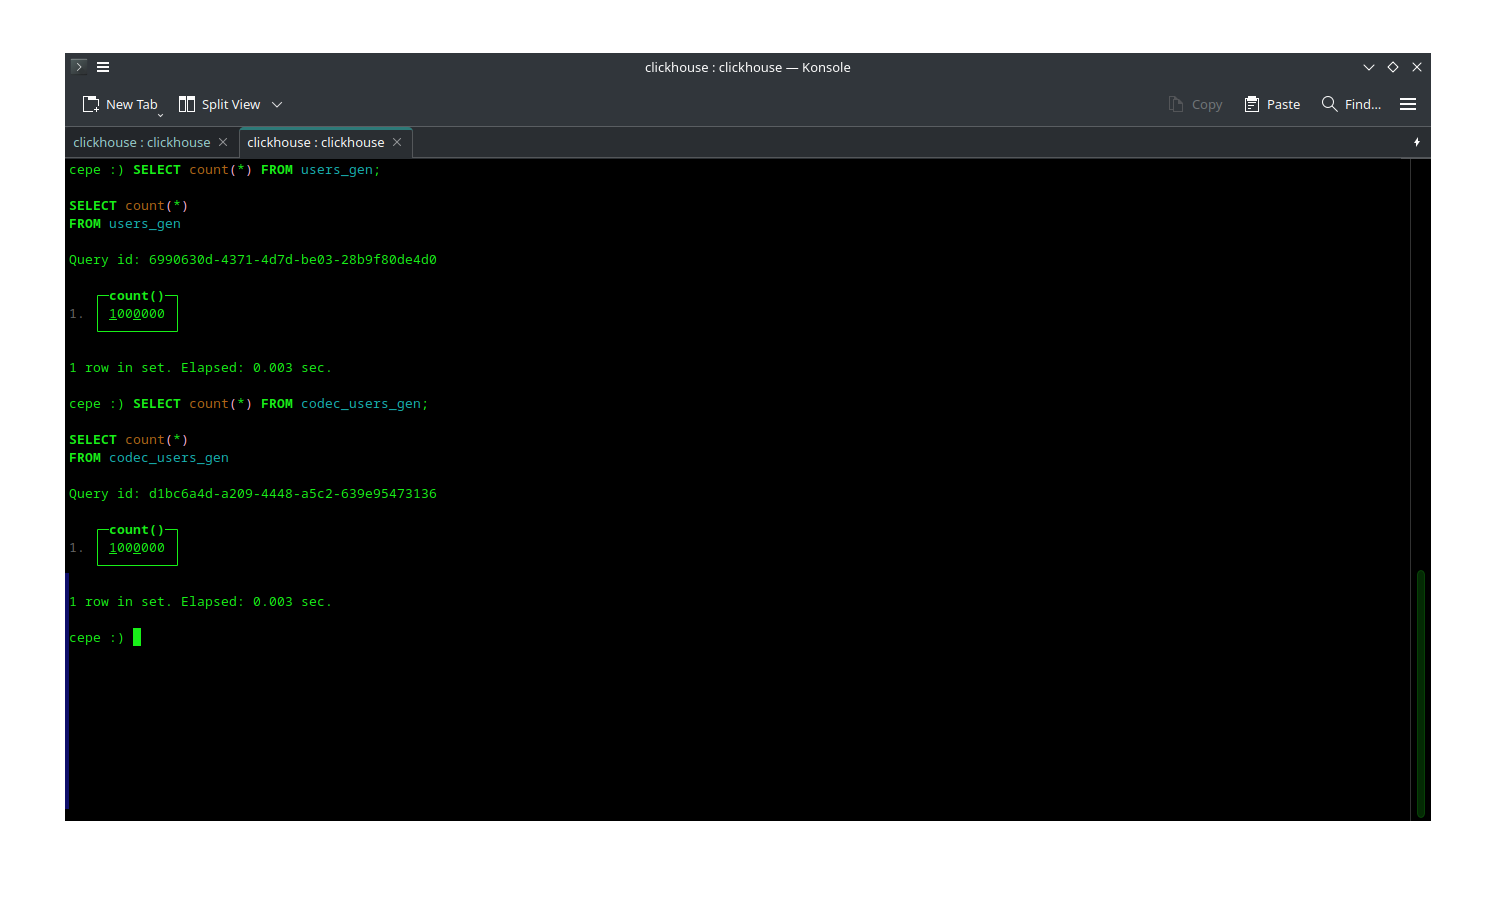 clickhouse : clickhouse — Konsole
New Tab Split View Copy Paste Find...
clickhouse : clickhouse clickhouse : clickhouse
cepe :) SELECT count(*) FROM users_gen;
SELECT count(*)
FROM users_gen
Query id: 6990630d-4371-4d7d-be03-28b9f80de4d0
count()
1. 1000000
1 row in set. Elapsed: 0.003 sec.
cepe :) SELECT count(*) FROM codec_users_gen;
SELECT count(*)
FROM codec_users_gen
Query id: d1bc6a4d-a209-4448-a5c2-639e95473136
count()
1. 1000000
1 row in set. Elapsed: 0.003 sec.
cepe :)